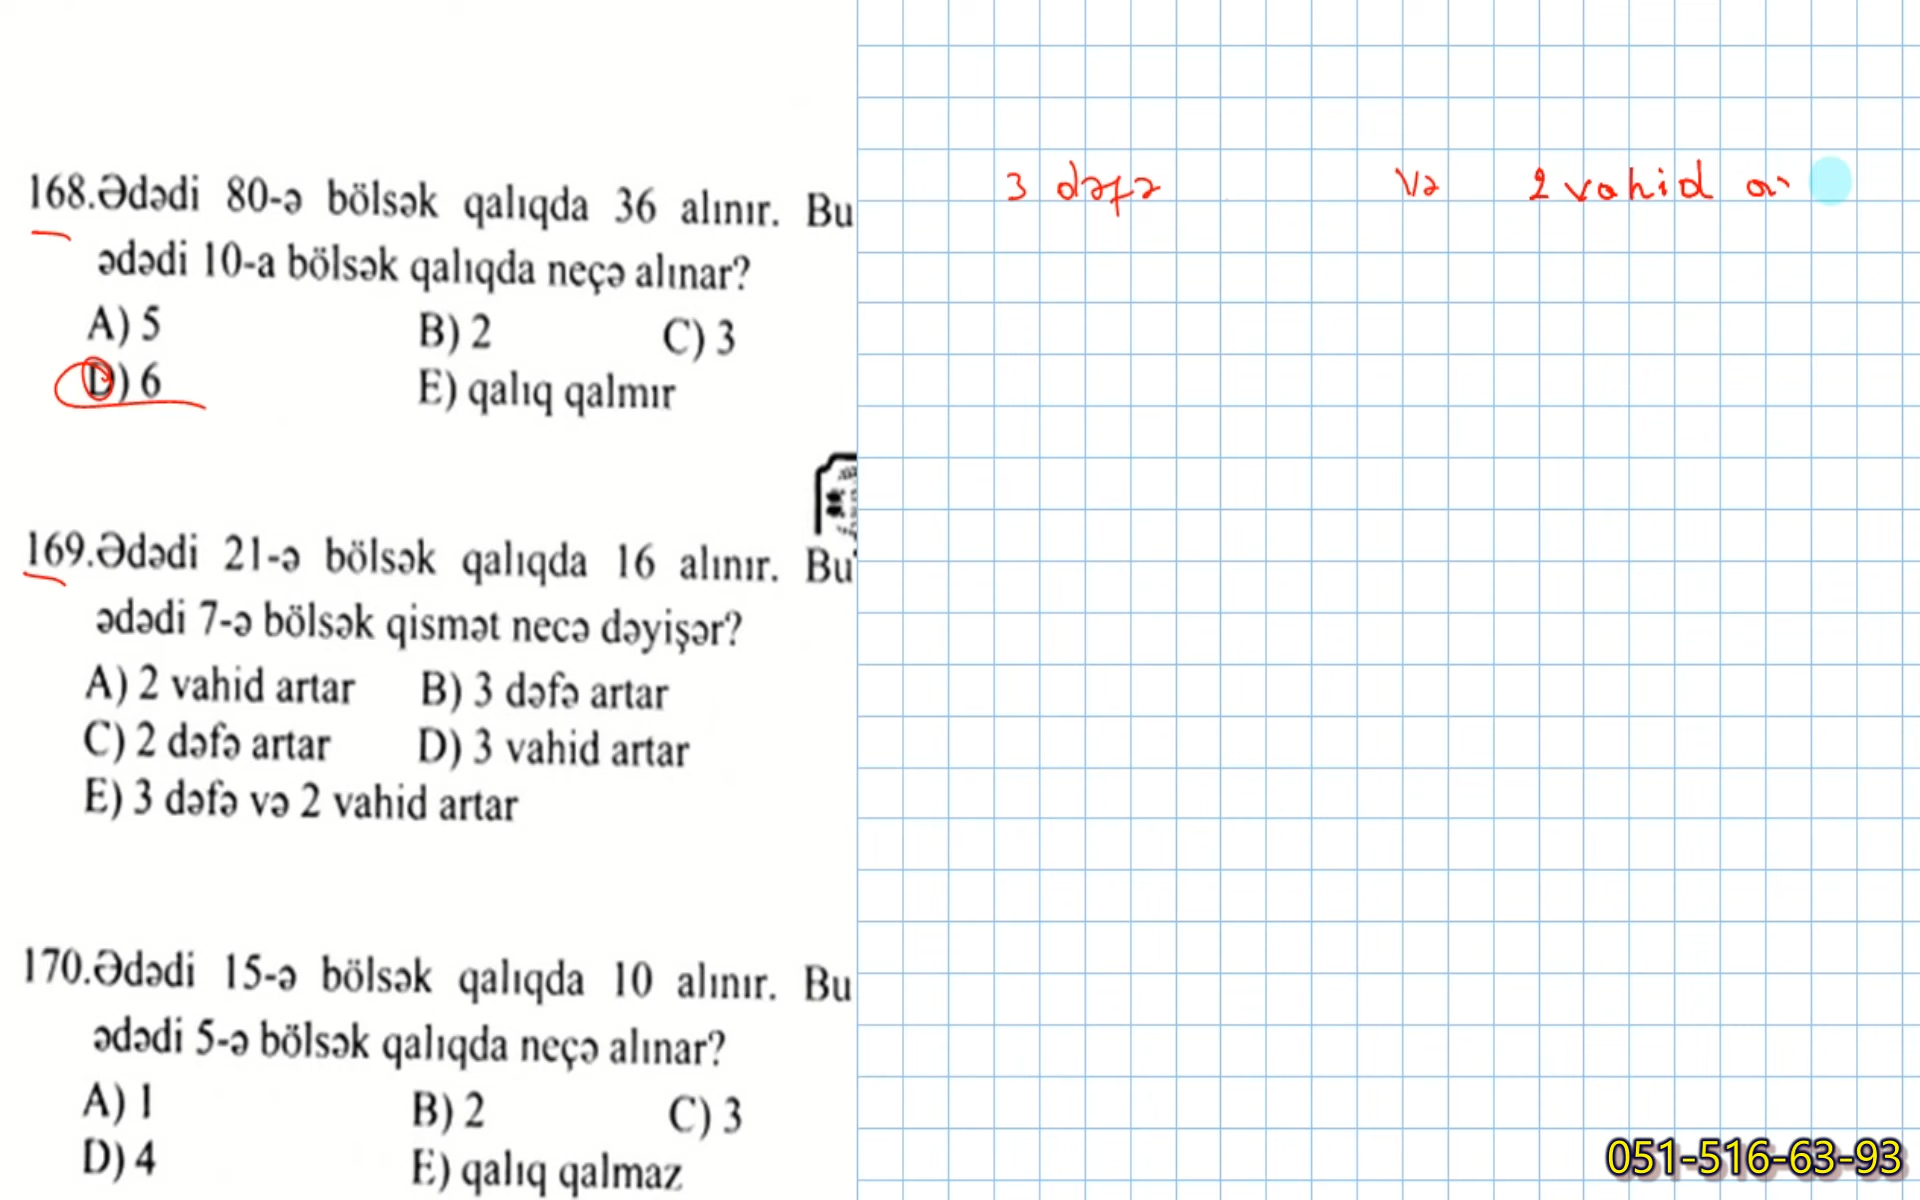 168.Ədədi 80-ə bölsək qalıqda 36 alınır. Bu
ədədi 10-a bölsək qalıqda neçə alınar?
A) 5 B) 2 C) 3
D) 6 E) qalıq qalmır
169.Ədədi 21-ə bölsək qalıqda 16 alınır. Bu
ədədi 7-ə bölsək qismət necə dəyişər?
A) 2 vahid artar B) 3 dəfə artar
C) 2 dəfə artar D) 3 vahid artar
E) 3 dəfə və 2 vahid artar
170.Ədədi 15-ə bölsək qalıqda 10 alınır. Bu
ədədi 5-ə bölsək qalıqda neçə alınar?
A) 1 B) 2 C) 3
D) 4 E) qalıq qalmaz
3 dəfə və 2 vahid
051-516-63-93